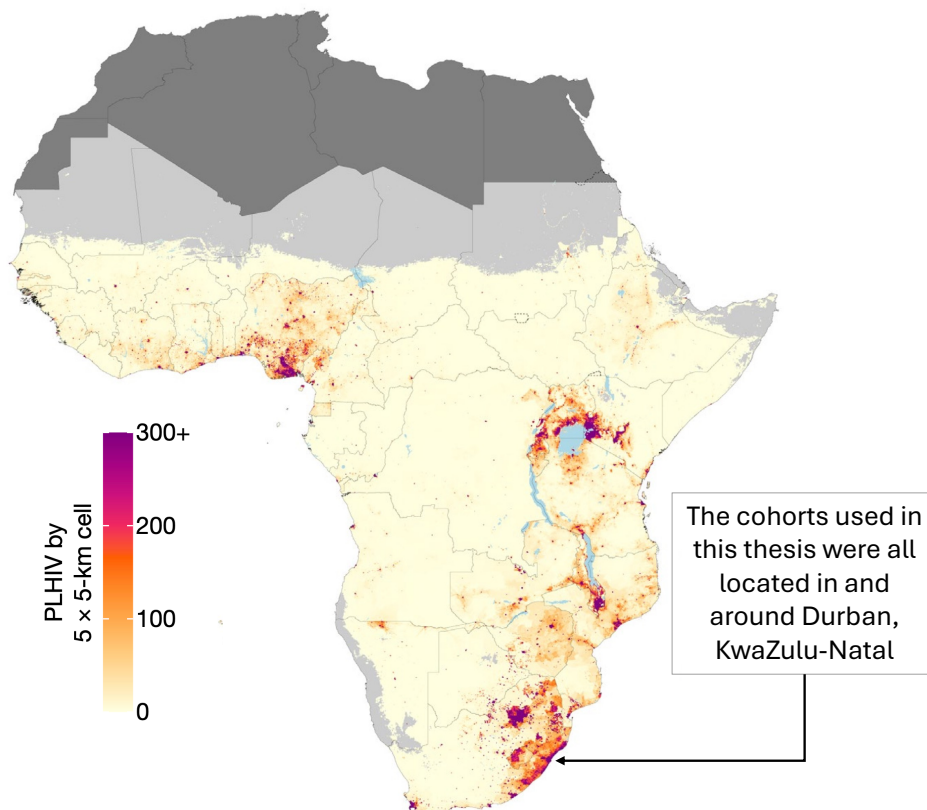 300+
200
100
0
PLHIV by
5 × 5-km cell
The cohorts used in
this thesis were all
located in and
around Durban,
KwaZulu-Natal